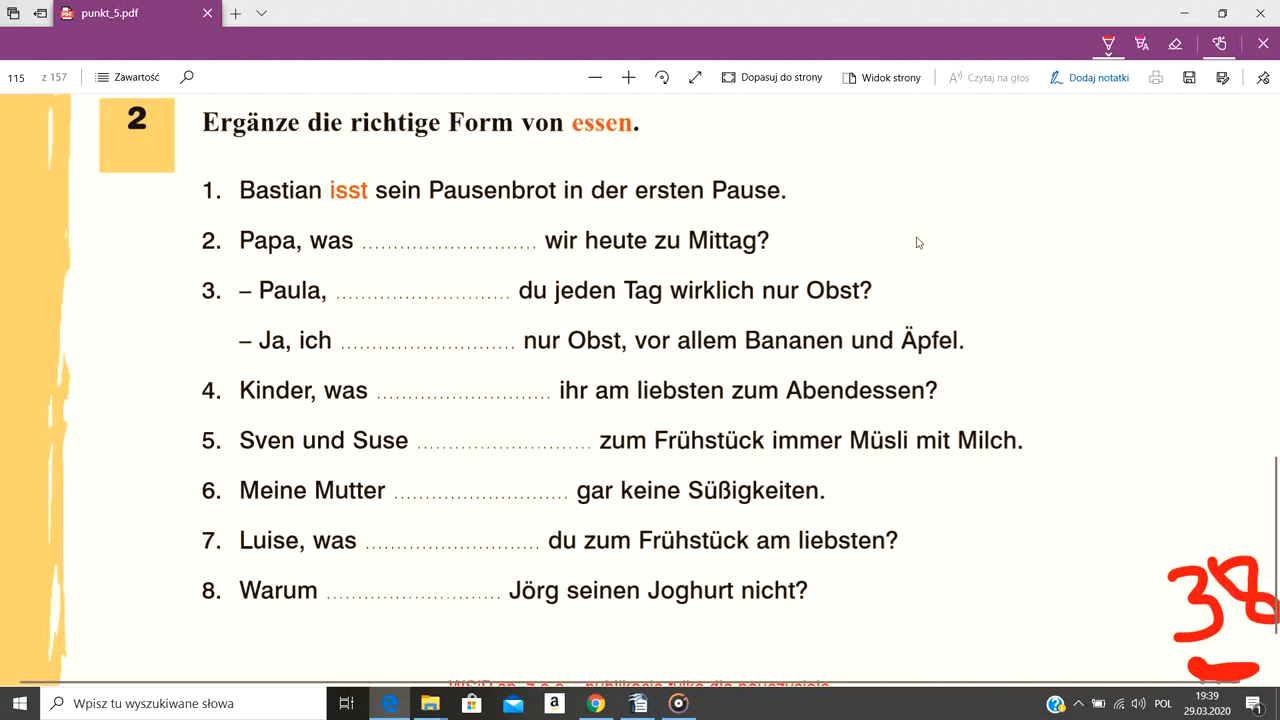 punkt_5.pdf
115 z 157 Zawartość Dopasuj do strony Widok strony Czytaj na głos Dodaj notatki
2 Ergänze die richtige Form von essen.
1. Bastian isst sein Pausenbrot in der ersten Pause.
2. Papa, was .......................... wir heute zu Mittag?
3. – Paula, .......................... du jeden Tag wirklich nur Obst?
– Ja, ich .......................... nur Obst, vor allem Bananen und Äpfel.
4. Kinder, was .......................... ihr am liebsten zum Abendessen?
5. Sven und Suse .......................... zum Frühstück immer Müsli mit Milch.
6. Meine Mutter .......................... gar keine Süßigkeiten.
7. Luise, was .......................... du zum Frühstück am liebsten?
8. Warum .......................... Jörg seinen Joghurt nicht?
38
Wpisz tu wyszukiwane słowa POL 19:39
29.03.2020